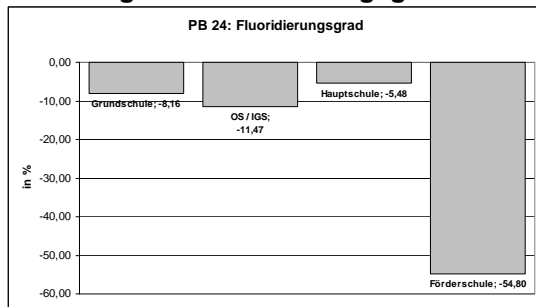 PB 24: Fluoridierungsgrad
0,00
-10,00
-20,00
-30,00
-40,00
-50,00
-60,00
in %
Grundschule; -8,16
OS / IGS;
-11,47
Hauptschule; -5,48
Förderschule; -54,80